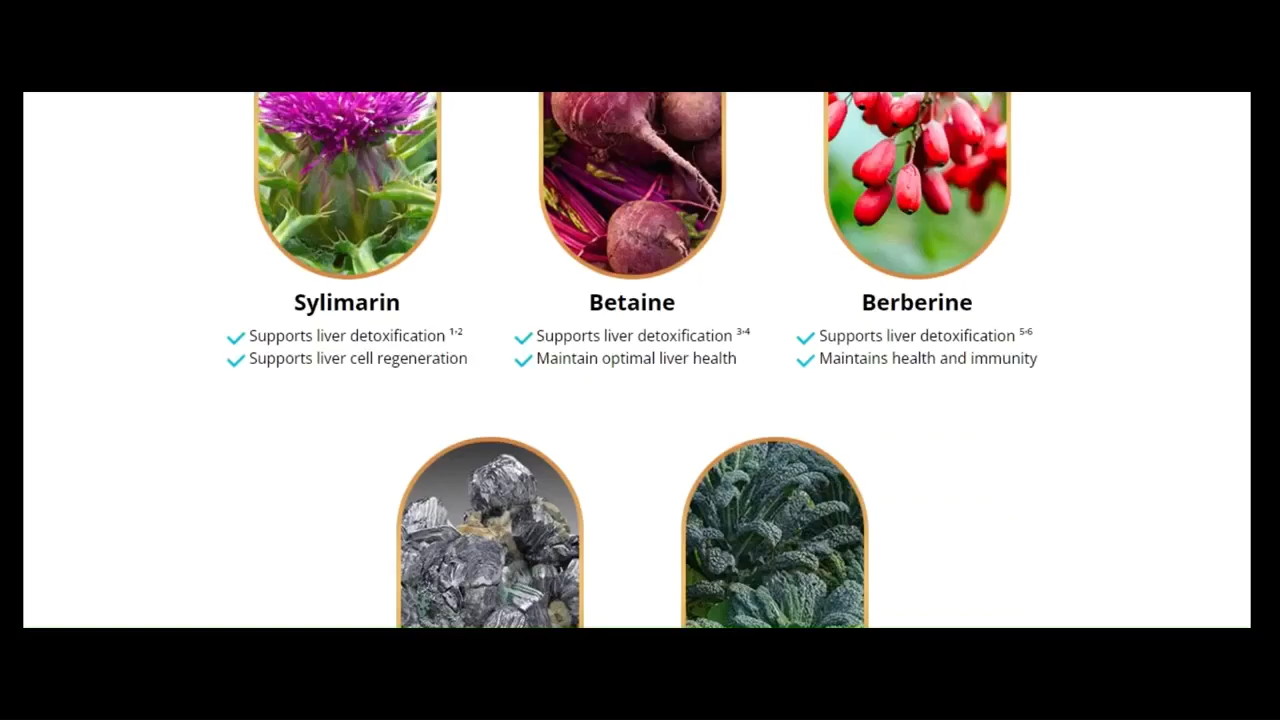 Sylimarin
Supports liver detoxification ¹˒²
Supports liver cell regeneration
Betaine
Supports liver detoxification ³˒⁴
Maintain optimal liver health
Berberine
Supports liver detoxification ⁵˒⁶
Maintains health and immunity